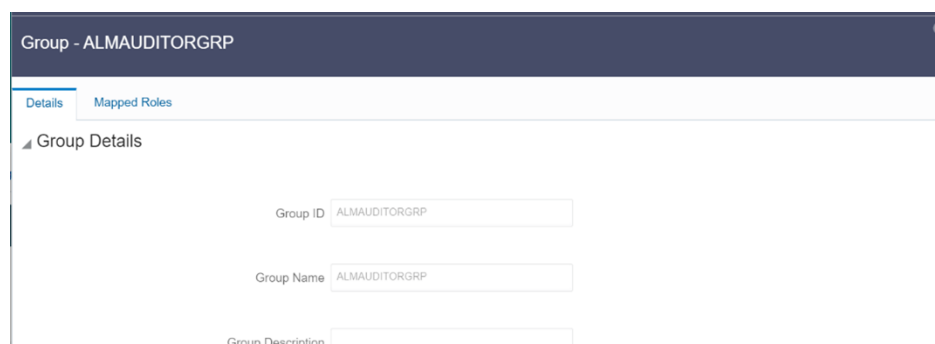 Group - ALMAUDITORGRP
Details Mapped Roles
Group Details
Group ID ALMAUDITORGRP
Group Name ALMAUDITORGRP
Group Description